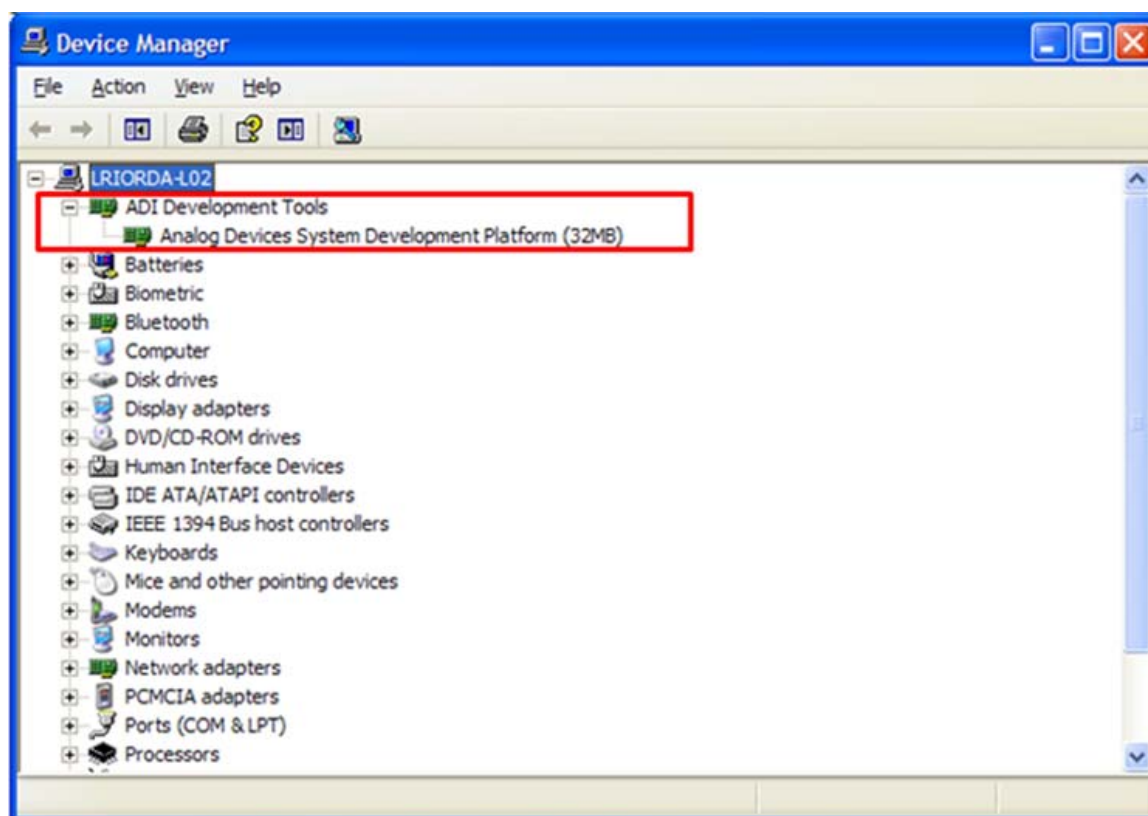 Device Manager
File Action View Help
LRIORDA-L02
ADI Development Tools
Analog Devices System Development Platform (32MB)
Batteries
Biometric
Bluetooth
Computer
Disk drives
Display adapters
DVD/CD-ROM drives
Human Interface Devices
IDE ATA/ATAPI controllers
IEEE 1394 Bus host controllers
Keyboards
Mice and other pointing devices
Modems
Monitors
Network adapters
PCMCIA adapters
Ports (COM & LPT)
Processors